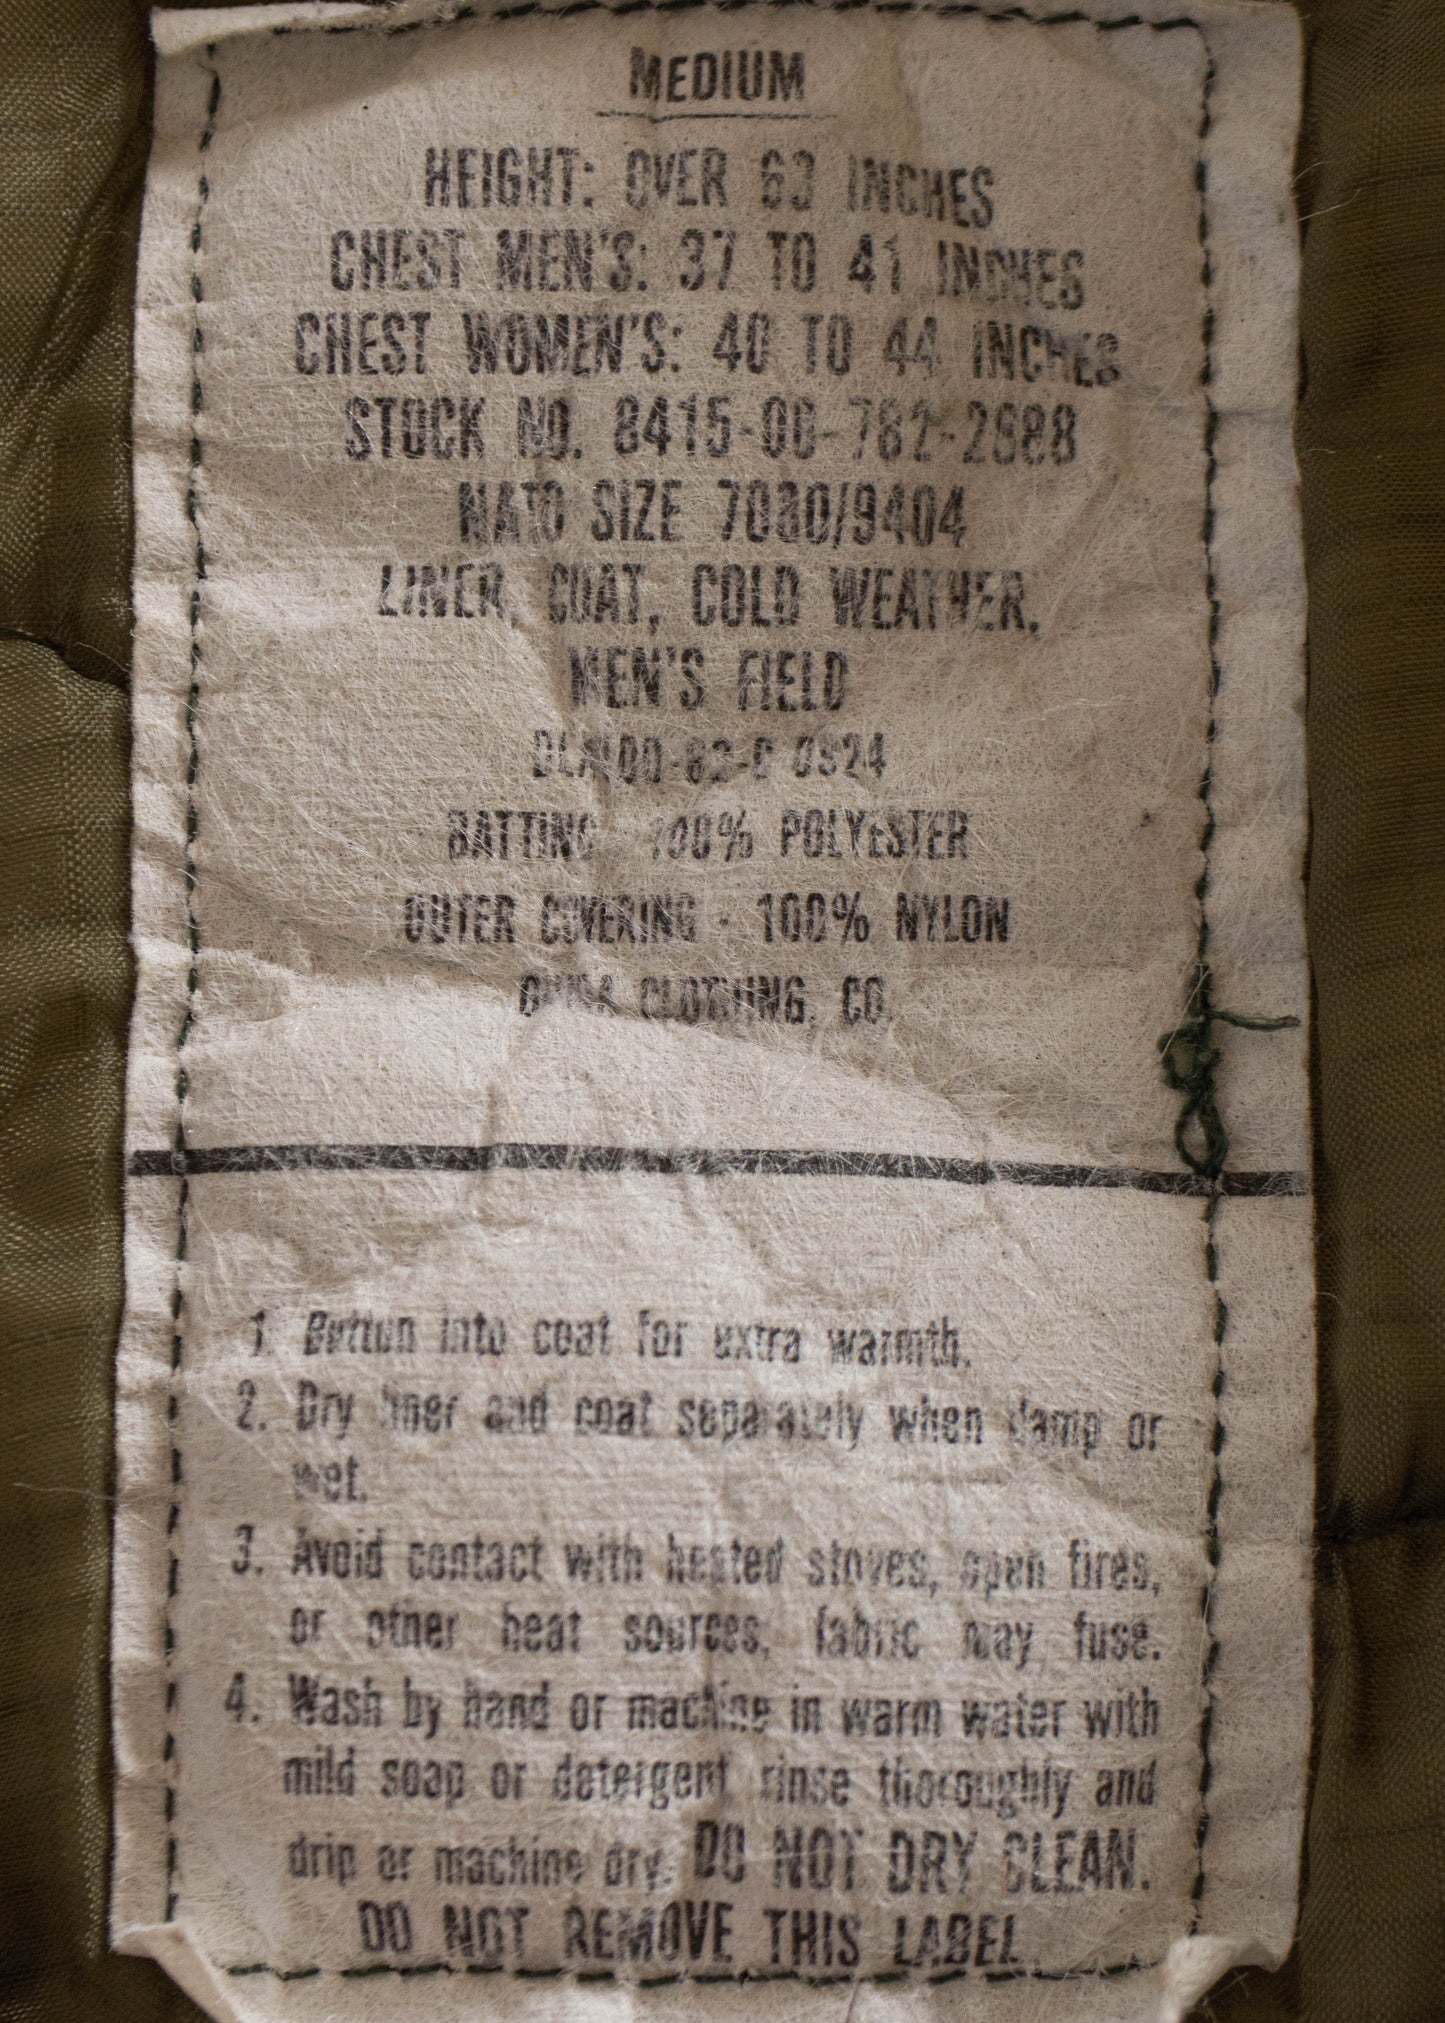 MEDIUM
HEIGHT: OVER 63 INCHES
CHEST MEN'S: 37 TO 41 INCHES
CHEST WOMEN'S: 40 TO 44 INCHES
STOCK NO. 8415-00-782-2888
NATO SIZE 7080/9404
LINER, COAT, COLD WEATHER,
MEN'S FIELD
BATTING - 100% POLYESTER
OUTER COVERING - 100% NYLON
CLOTHING. CO.
1. Button into coat for extra warmth.
2. Dry liner and coat separately when damp or
wet.
3. Avoid contact with heated stoves, open fires,
or other heat sources, fabric may fuse.
4. Wash by hand or machine in warm water with
mild soap or detergent rinse thoroughly and
drip or machine dry. DO NOT DRY CLEAN.
DO NOT REMOVE THIS LABEL